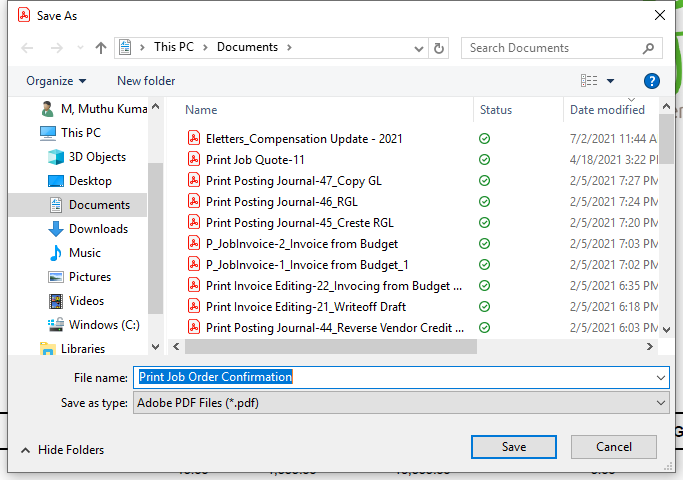 Save As
This PC
Documents
Search Documents
Organize
New folder
?
M, Muthu Kuma
This PC
3D Objects
Desktop
Documents
Downloads
Music
Pictures
Videos
Windows (C:)
Libraries
Name Status Date modified
Eletters_Compensation Update - 2021 7/2/2021 11:44 A
Print Job Quote-11 4/18/2021 3:22 PM
Print Posting Journal-47_Copy GL 2/5/2021 7:27 PM
Print Posting Journal-46_RGL 2/5/2021 7:24 PM
Print Posting Journal-45_Creste RGL 2/5/2021 7:20 PM
P_JobInvoice-2_Invoice from Budget 2/5/2021 7:03 PM
P_JobInvoice-1_Invoice from Budget_1 2/5/2021 7:02 PM
Print Invoice Editing-22_Invocing from Budget ... 2/5/2021 6:35 PM
Print Invoice Editing-21_Writeoff Draft 2/5/2021 6:18 PM
Print Posting Journal-44_Reverse Vendor Credit ... 2/5/2021 6:03 PM
File name: Print Job Order Confirmation
Save as type: Adobe PDF Files (*.pdf)
Hide Folders
Save
Cancel